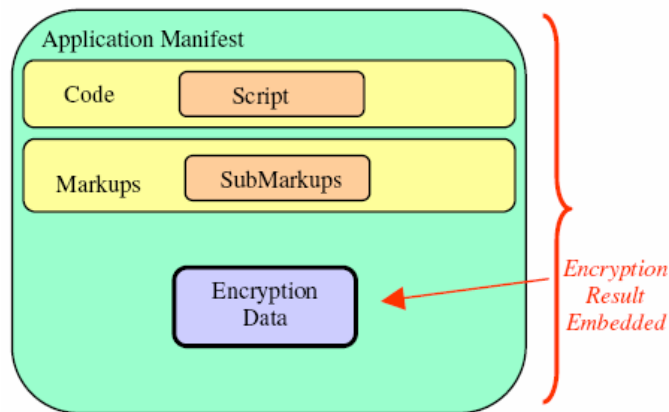 Application Manifest
Code
Script
Markups
SubMarkups
Encryption
Data
Encryption
Result
Embedded